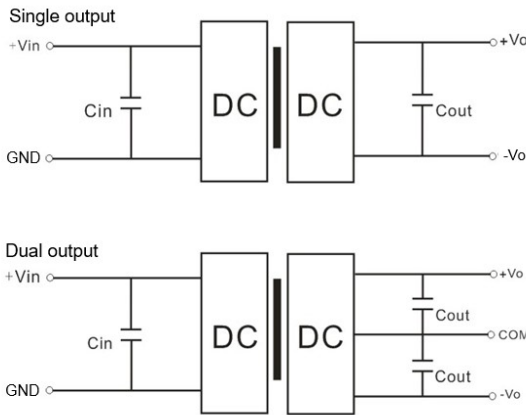 Single output
+Vin
+Vo
Cin
DC
DC
Cout
GND
-Vo
Dual output
+Vin
+Vo
Cout
Cin
DC
DC
COM
Cout
GND
-Vo